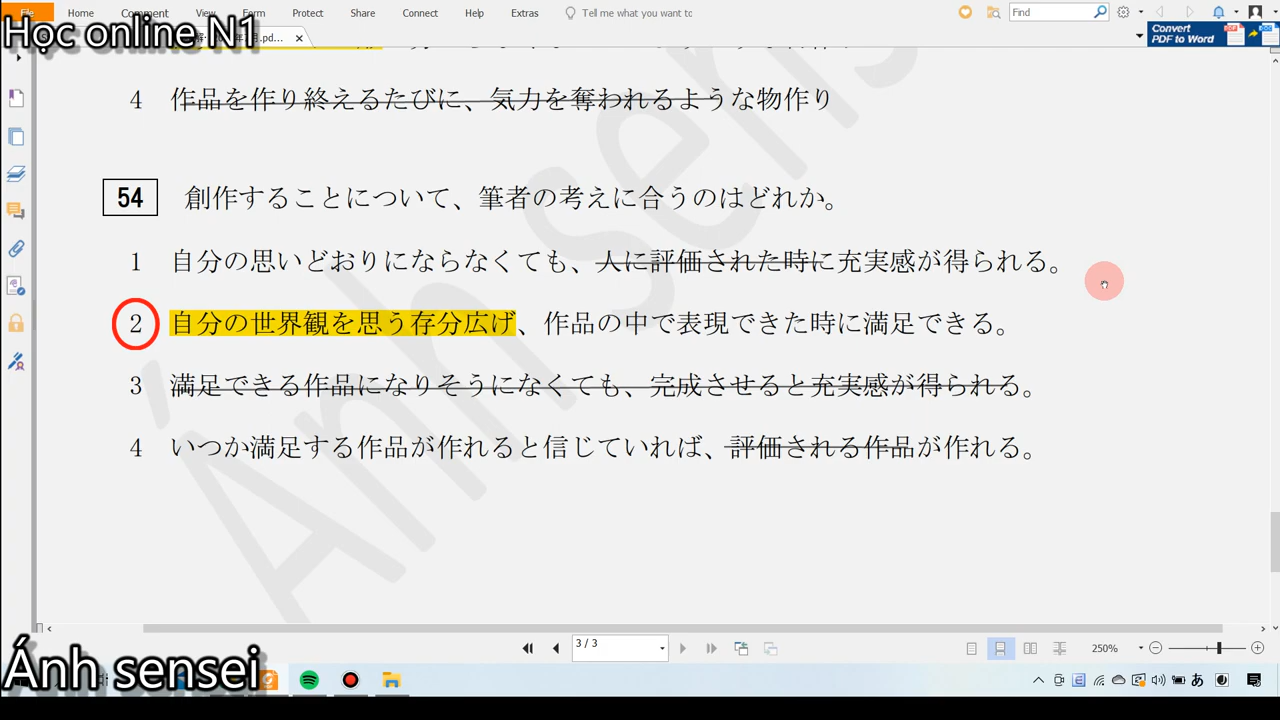 File Home Comment View Form Protect Share Connect Help Extras Tell me what you want to Find
Học online N1
.pdf...
Convert
PDF to Word
4 作品を作り終えるたびに、気力を奪われるような物作り
54 創作することについて、筆者の考えに合うのはどれか。
1 自分の思いどおりにならなくても、人に評価された時に充実感が得られる。
2 自分の世界観を思う存分広げ、作品の中で表現できた時に満足できる。
3 満足できる作品になりそうになくても、完成させると充実感が得られる。
4 いつか満足する作品が作れると信じていれば、評価される作品が作れる。
Ánh sens
3 / 3
250%
Ánh sensei
あ